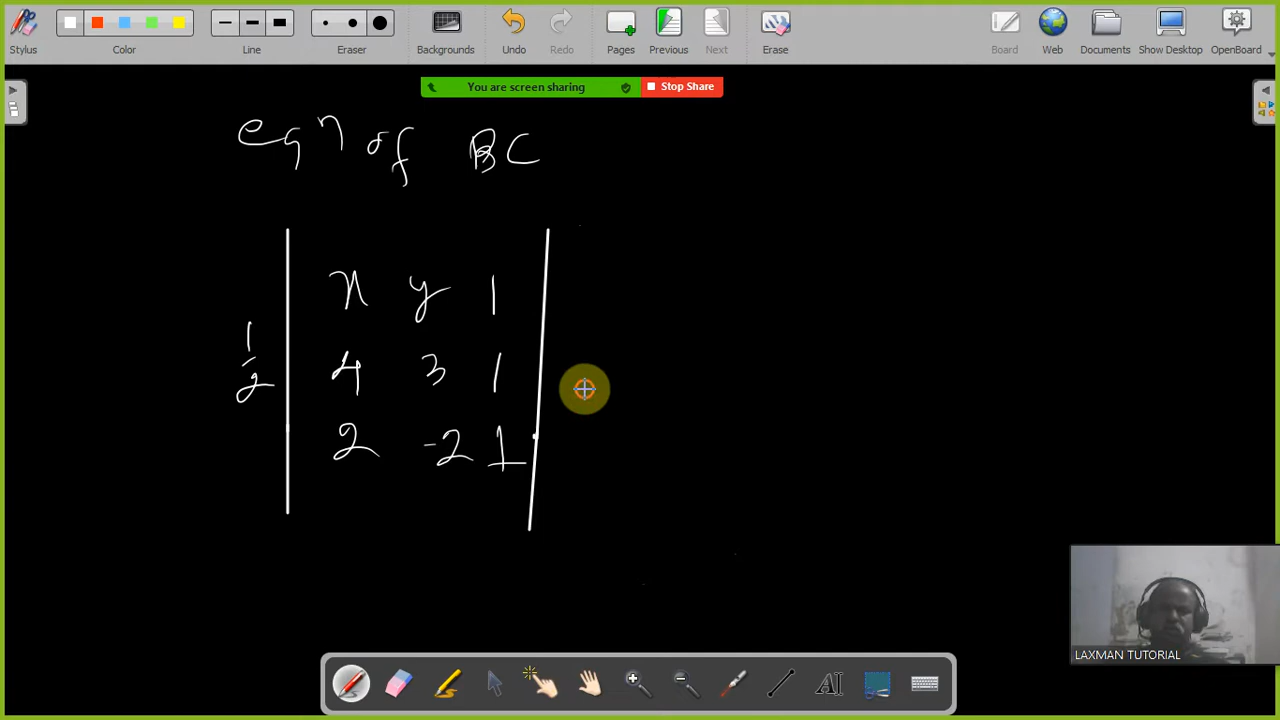 Stylus Color Line Eraser Backgrounds Undo Redo Pages Previous Next Erase Board Web Documents Show Desktop OpenBoard
You are screen sharing Stop Share
eqn of BC
1/2 | x y 1 |
4 3 1
2 -2 1
LAXMAN TUTORIAL